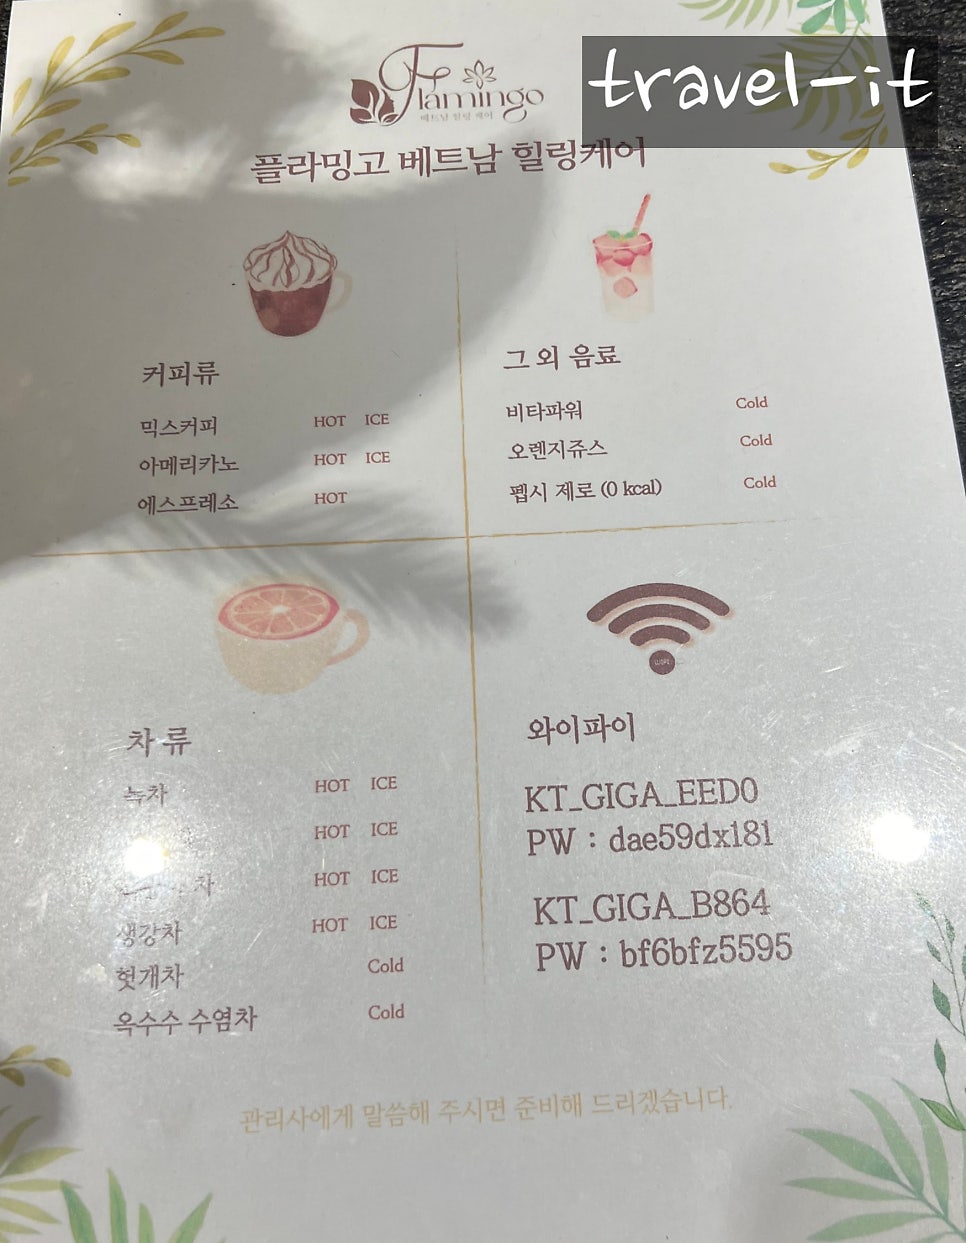 Flamingo
베트남 힐링 케어
travel-it
플라밍고 베트남 힐링케어
커피류
믹스커피 HOT ICE
아메리카노 HOT ICE
에스프레소 HOT
그 외 음료
비타파워 Cold
오렌지쥬스 Cold
펩시 제로 (0 kcal) Cold
차 류
녹차 HOT ICE
HOT ICE
HOT ICE
생강차 HOT ICE
헛개차 Cold
옥수수 수염차 Cold
와이파이
KT_GIGA_EED0
PW : dae59dx181
KT_GIGA_B864
PW : bf6bfz5595
관리사에게 말씀해 주시면 준비해 드리겠습니다.